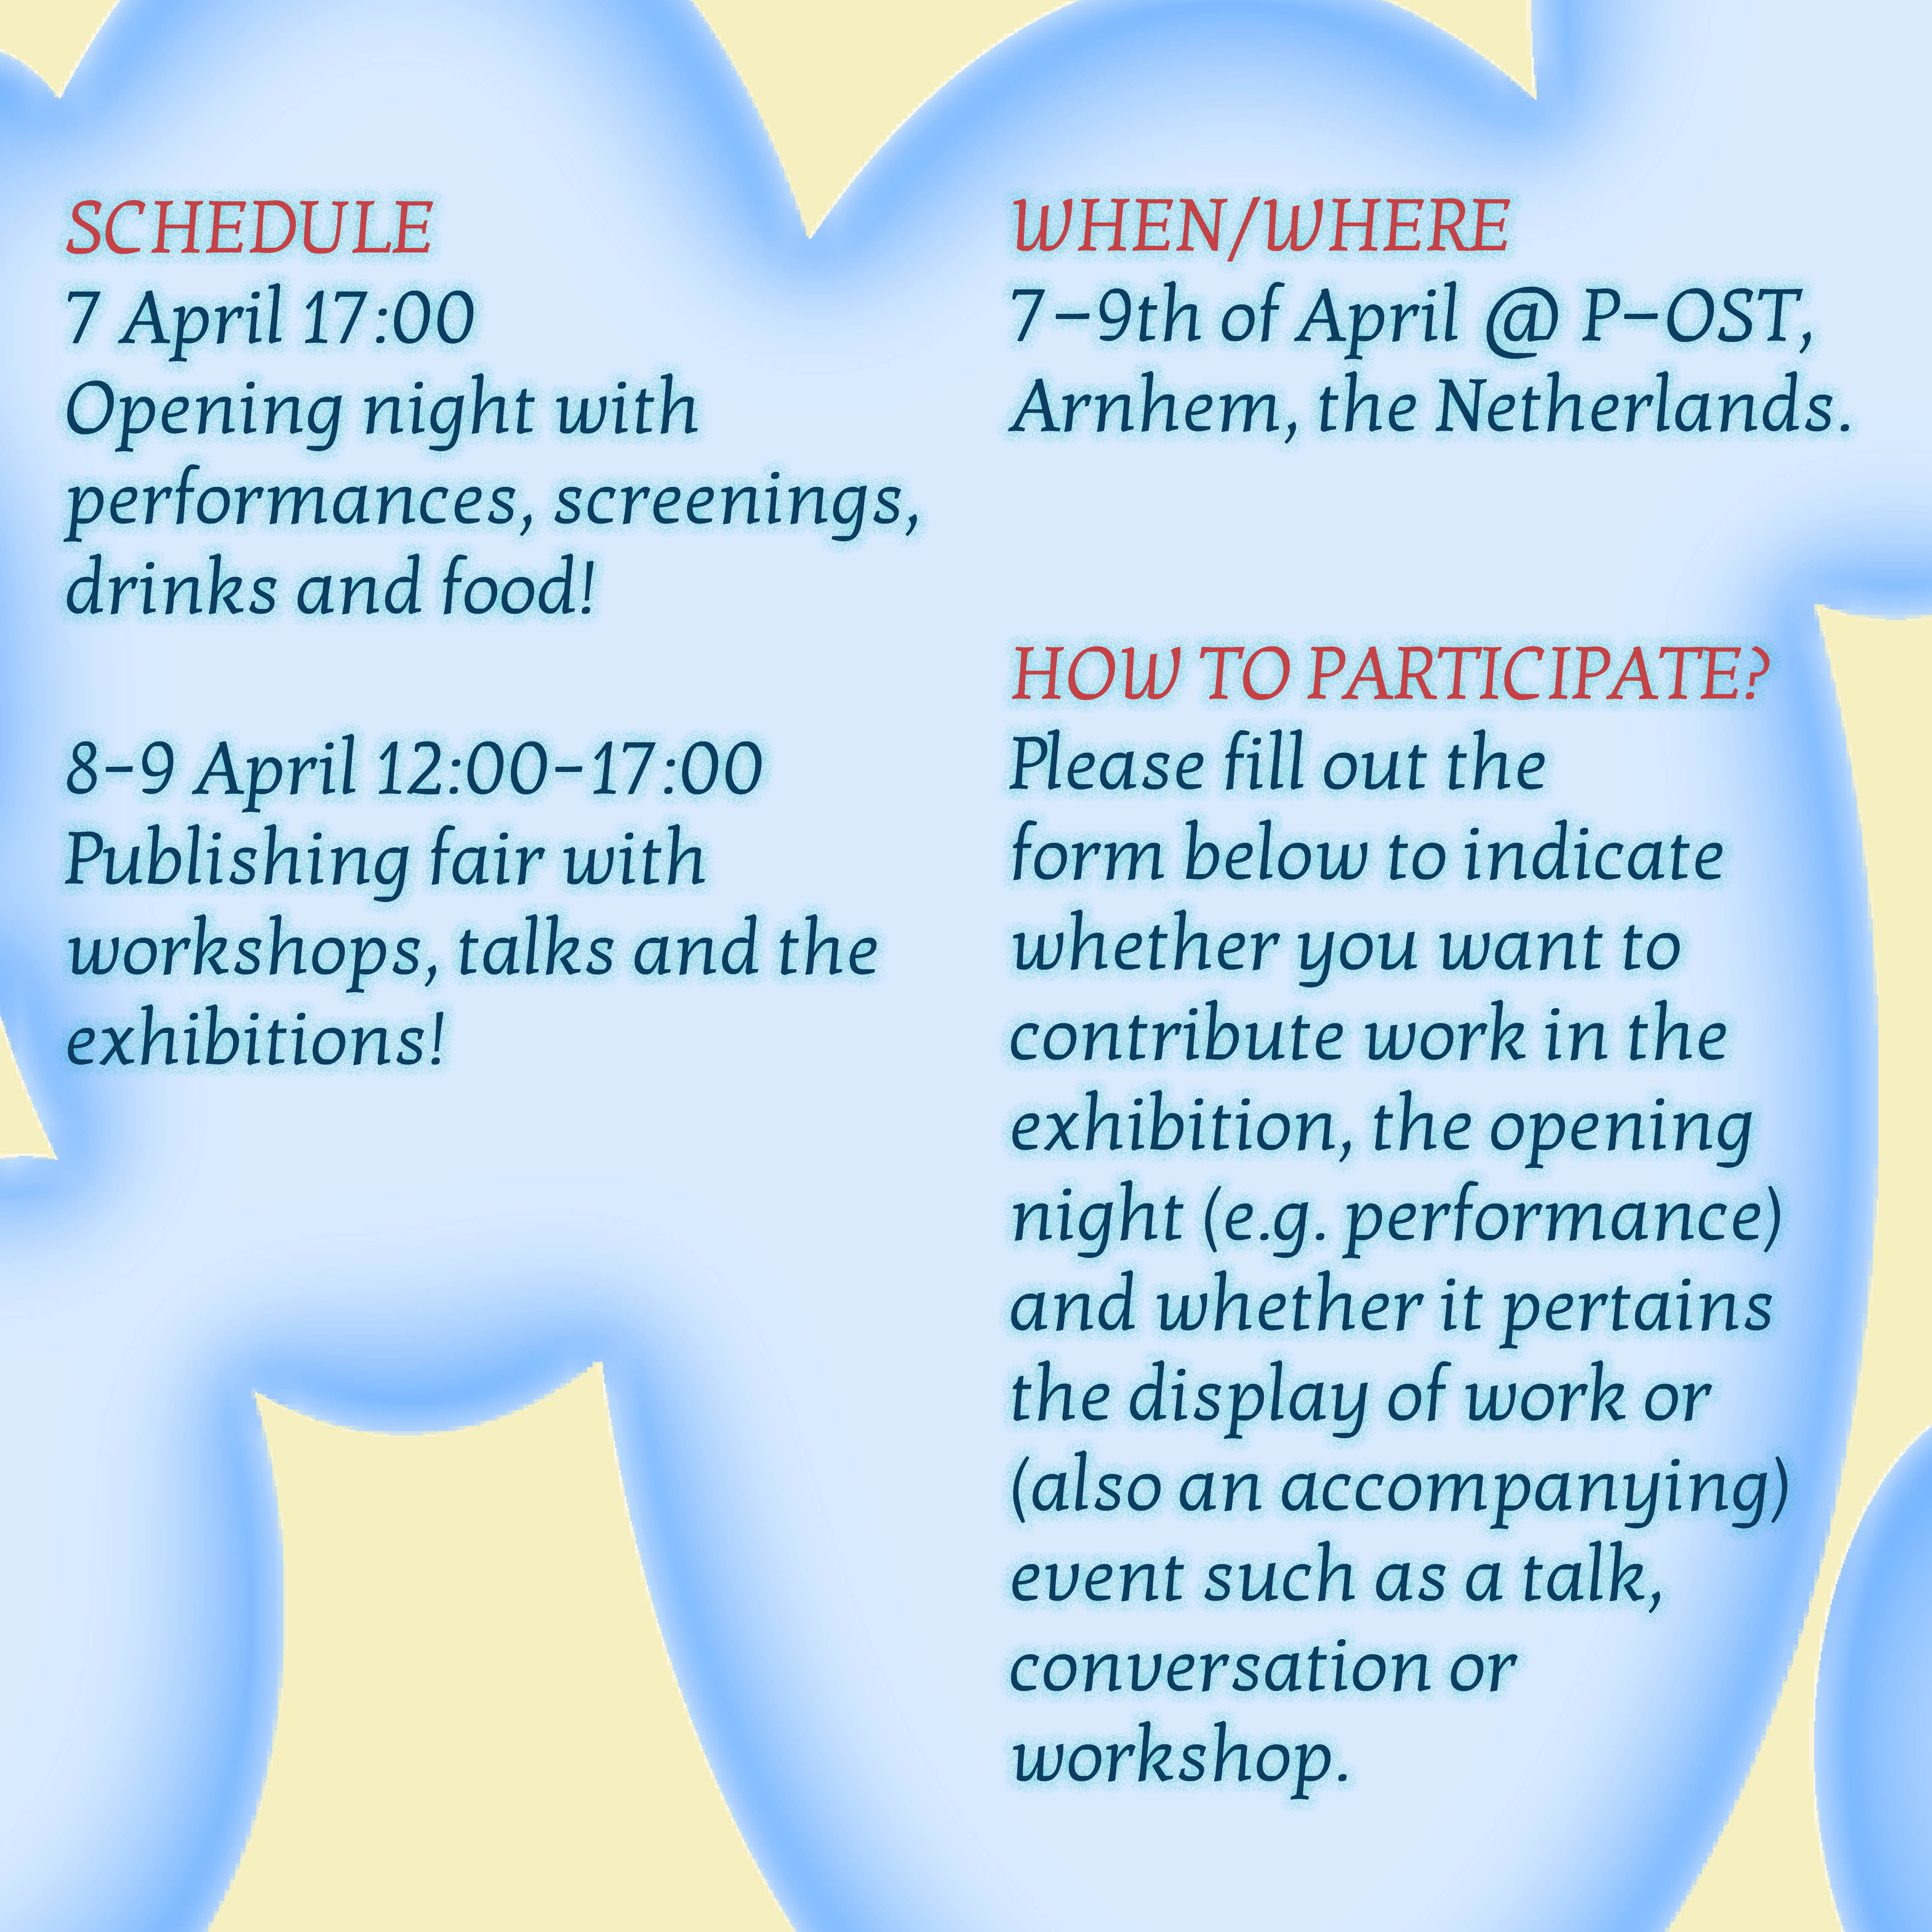 SCHEDULE
7 April 17:00
Opening night with
performances, screenings,
drinks and food!
8–9 April 12:00–17:00
Publishing fair with
workshops, talks and the
exhibitions!
WHEN/WHERE
7–9th of April @ P–OST,
Arnhem, the Netherlands.
HOW TO PARTICIPATE?
Please fill out the
form below to indicate
whether you want to
contribute work in the
exhibition, the opening
night (e.g. performance)
and whether it pertains
the display of work or
(also an accompanying)
event such as a talk,
conversation or
workshop.